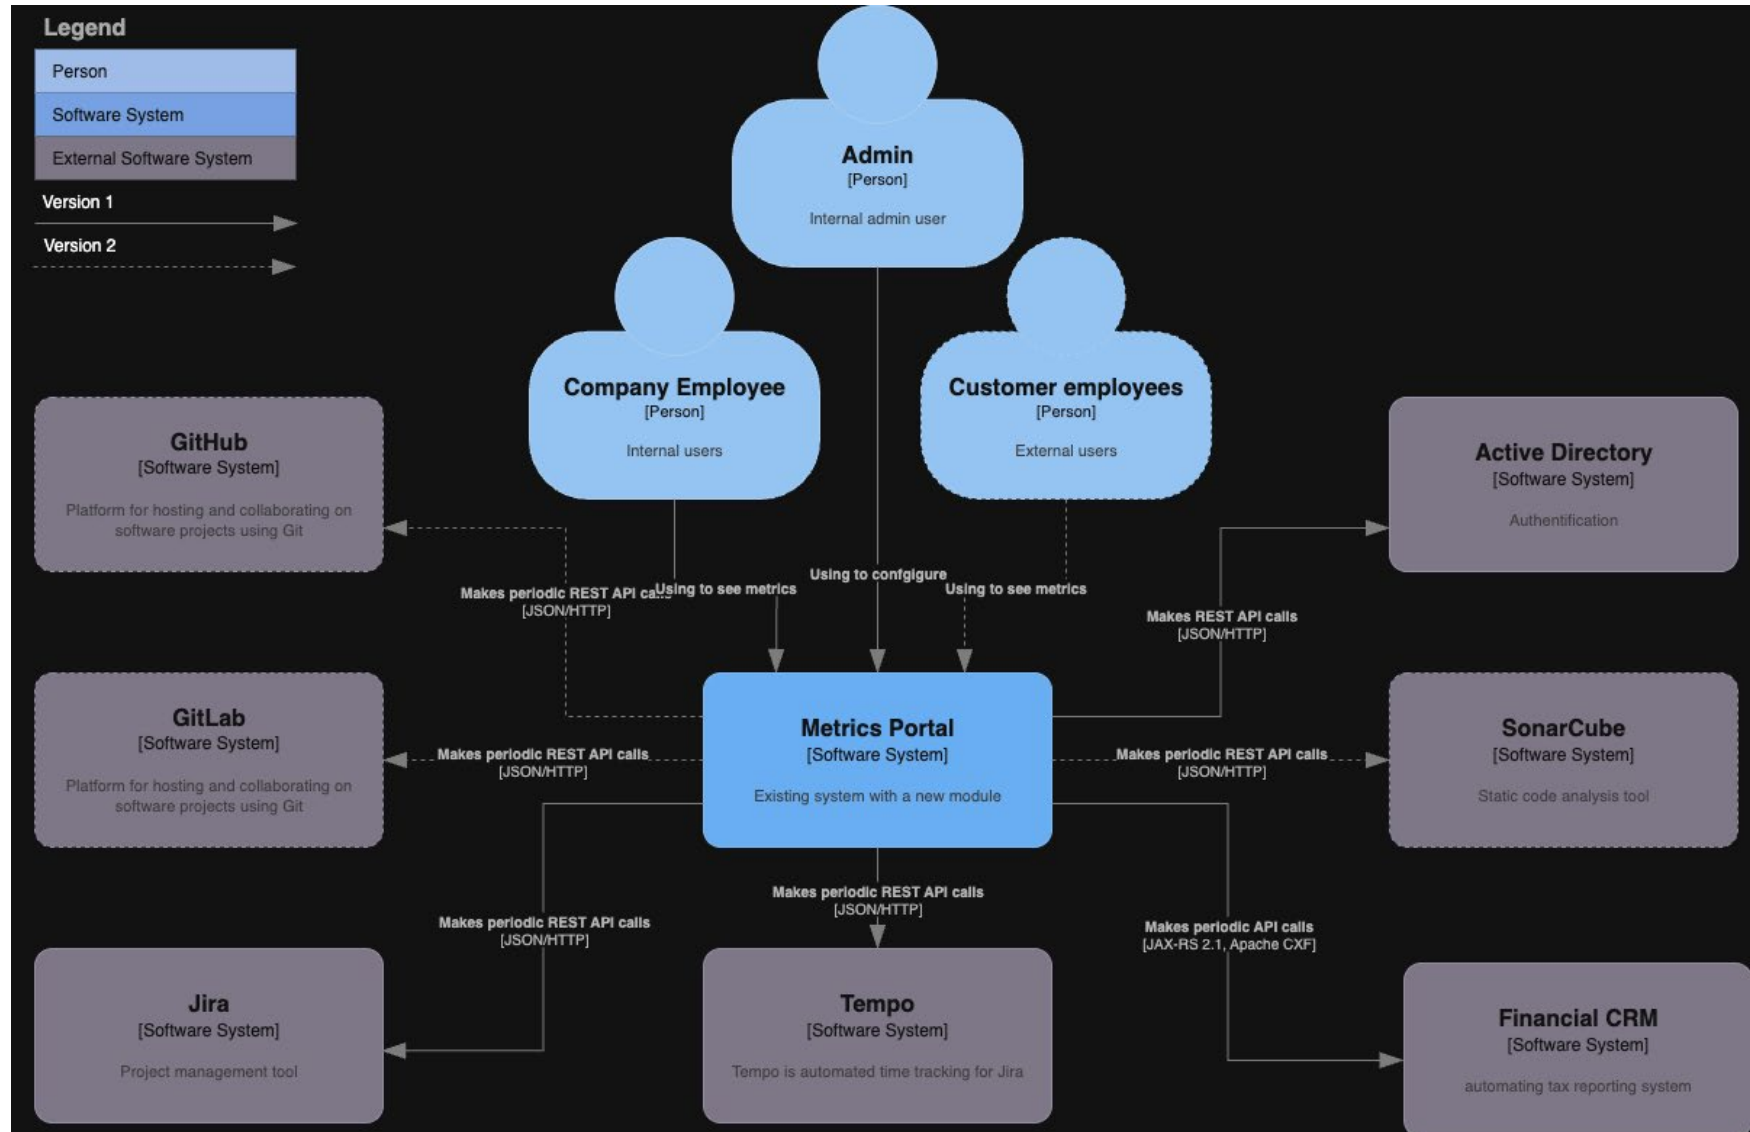 Legend
Person
Software System
External Software System
Version 1
Version 2
Admin
[Person]
Internal admin user
Company Employee
[Person]
Internal users
Customer employees
[Person]
External users
GitHub
[Software System]
Platform for hosting and collaborating on
software projects using Git
Active Directory
[Software System]
Authentification
Makes periodic REST API calls
[JSON/HTTP]
Using to see metrics
Using to confgigure
Using to see metrics
Makes REST API calls
[JSON/HTTP]
GitLab
[Software System]
Platform for hosting and collaborating on
software projects using Git
Makes periodic REST API calls
[JSON/HTTP]
Metrics Portal
[Software System]
Existing system with a new module
Makes periodic REST API calls
[JSON/HTTP]
SonarCube
[Software System]
Static code analysis tool
Makes periodic REST API calls
[JSON/HTTP]
Makes periodic REST API calls
[JSON/HTTP]
Makes periodic API calls
[JAX-RS 2.1, Apache CXF]
Jira
[Software System]
Project management tool
Tempo
[Software System]
Tempo is automated time tracking for Jira
Financial CRM
[Software System]
automating tax reporting system